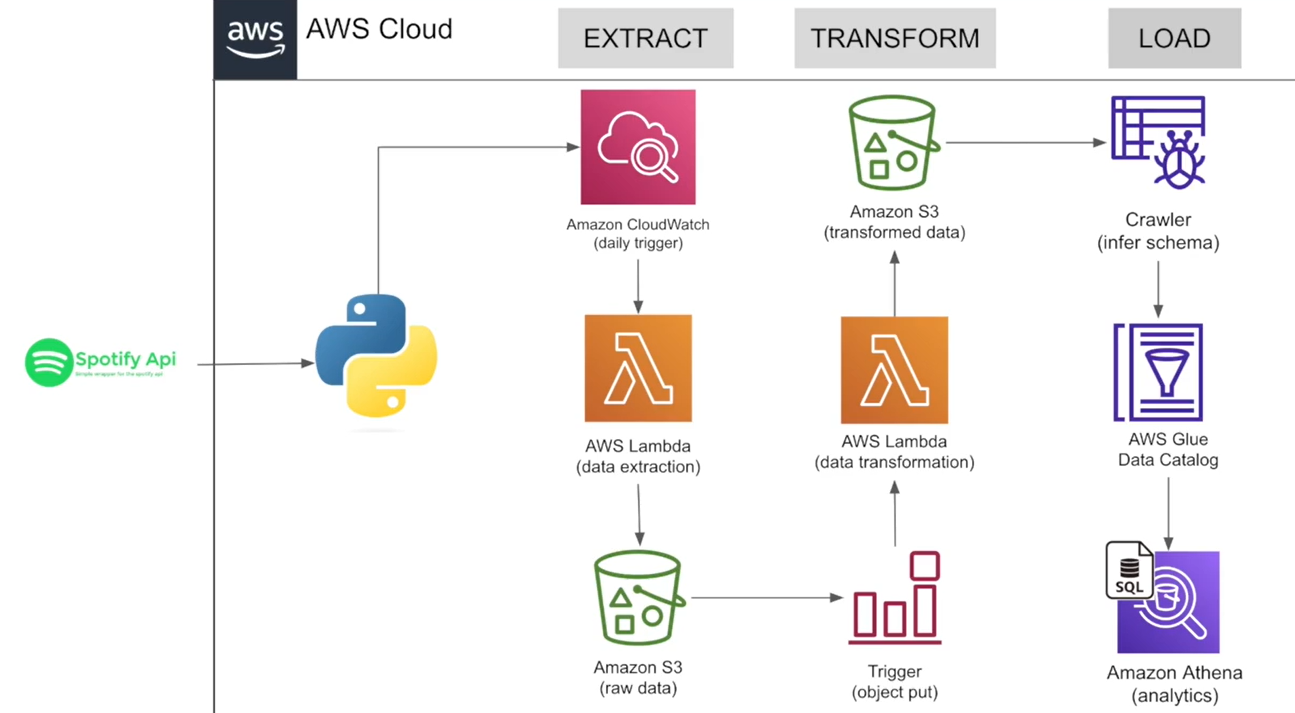 aws
AWS Cloud
EXTRACT
TRANSFORM
LOAD
Amazon CloudWatch
(daily trigger)
Amazon S3
(transformed data)
Crawler
(infer schema)
Spotify Api
Simple wrapper for the spotify api
AWS Lambda
(data extraction)
AWS Lambda
(data transformation)
AWS Glue
Data Catalog
SQL
Amazon S3
(raw data)
Trigger
(object put)
Amazon Athena
(analytics)